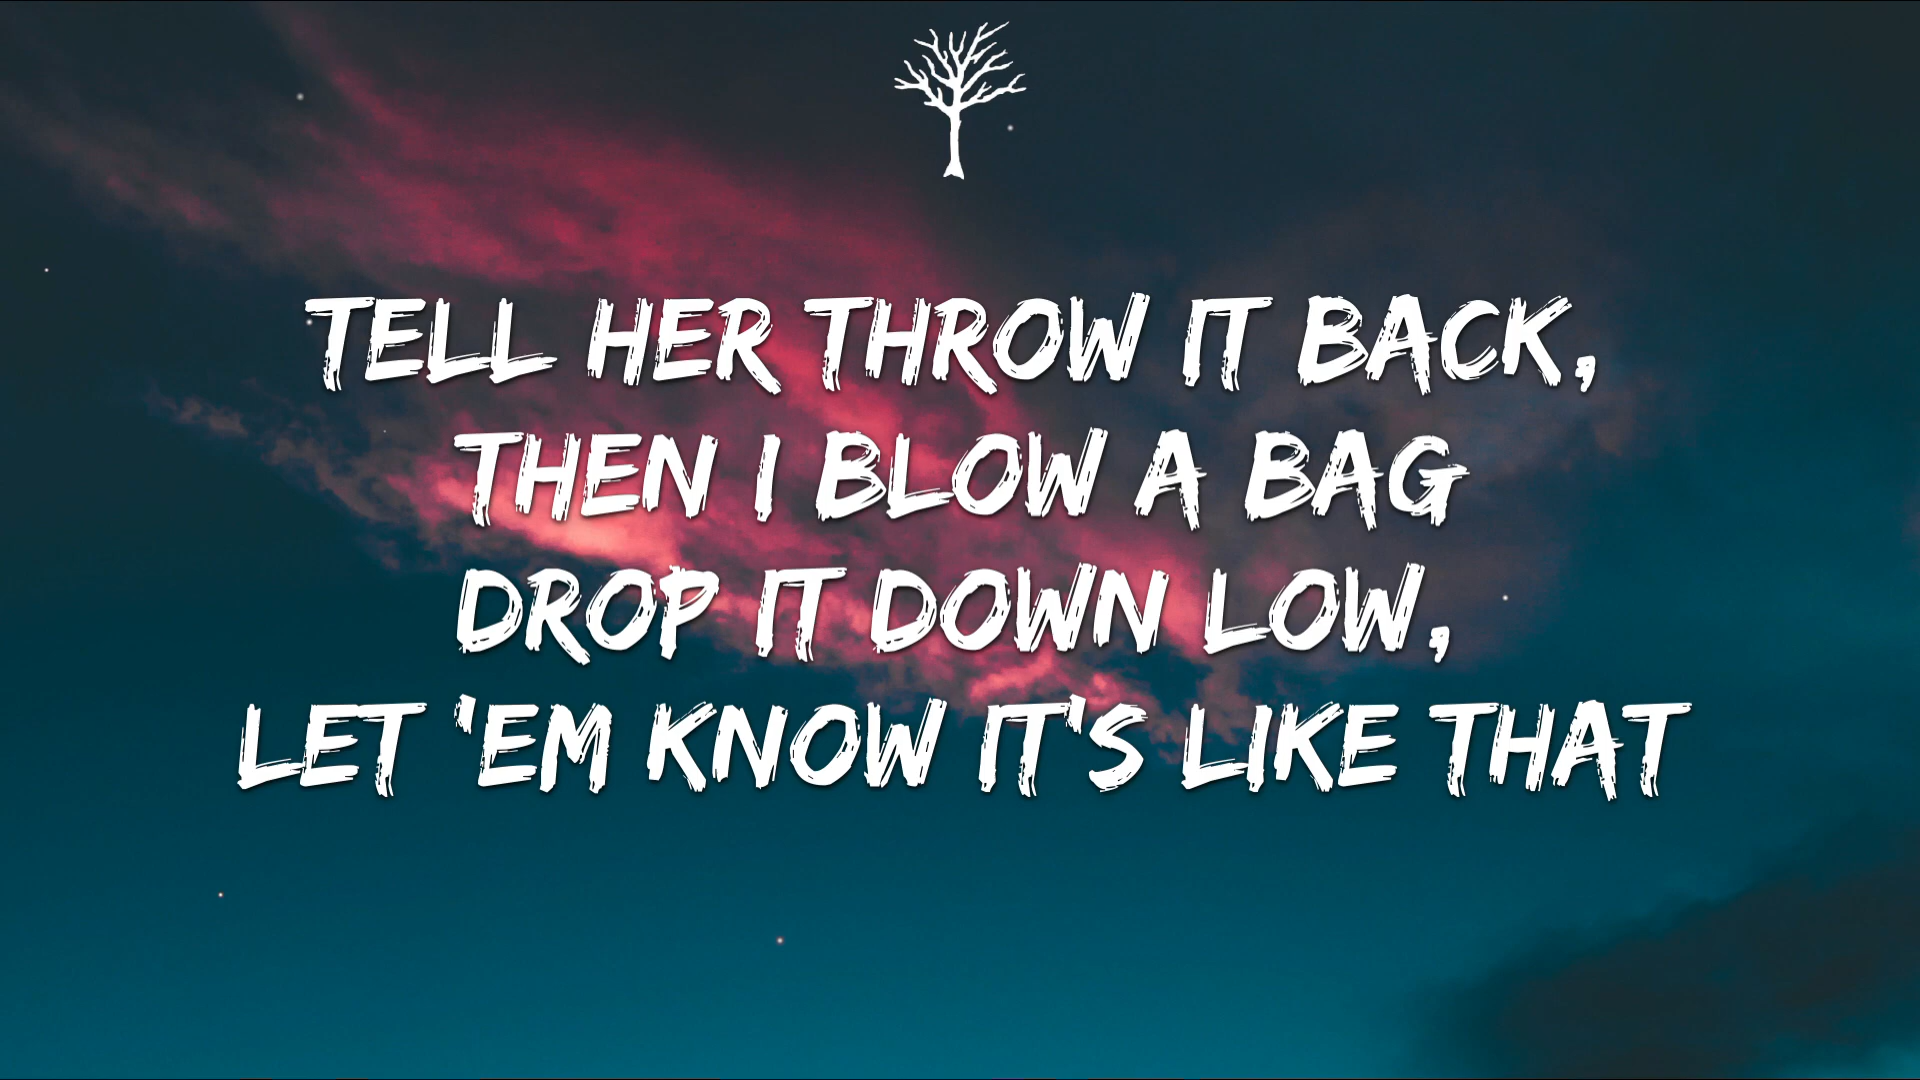 TELL HER THROW IT BACK,
THEN I BLOW A BAG
DROP IT DOWN LOW,
LET 'EM KNOW IT'S LIKE THAT